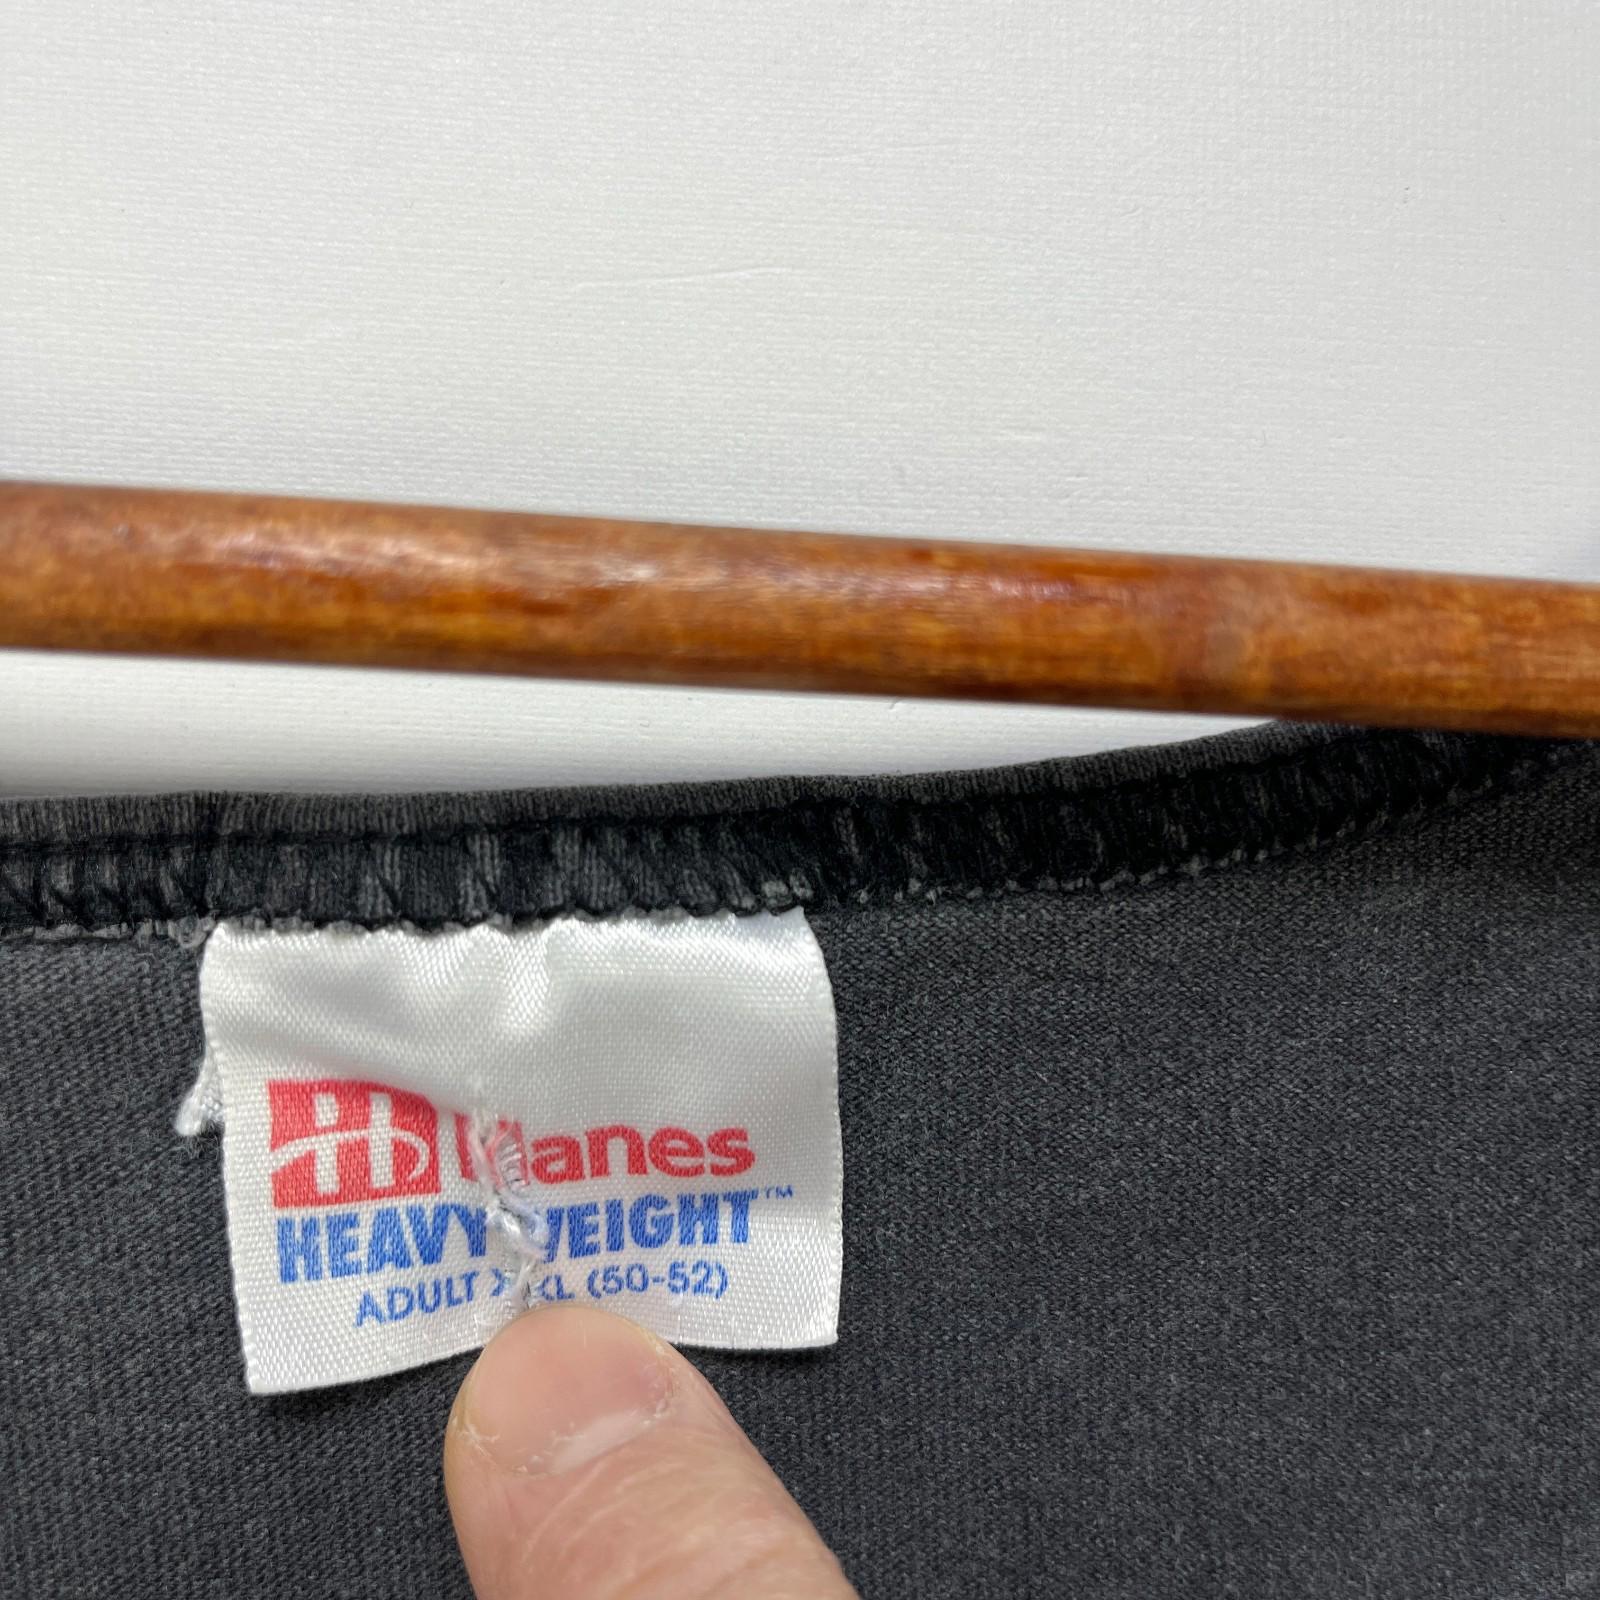 Hanes
HEAVYWEIGHT™
ADULT XXL (50-52)